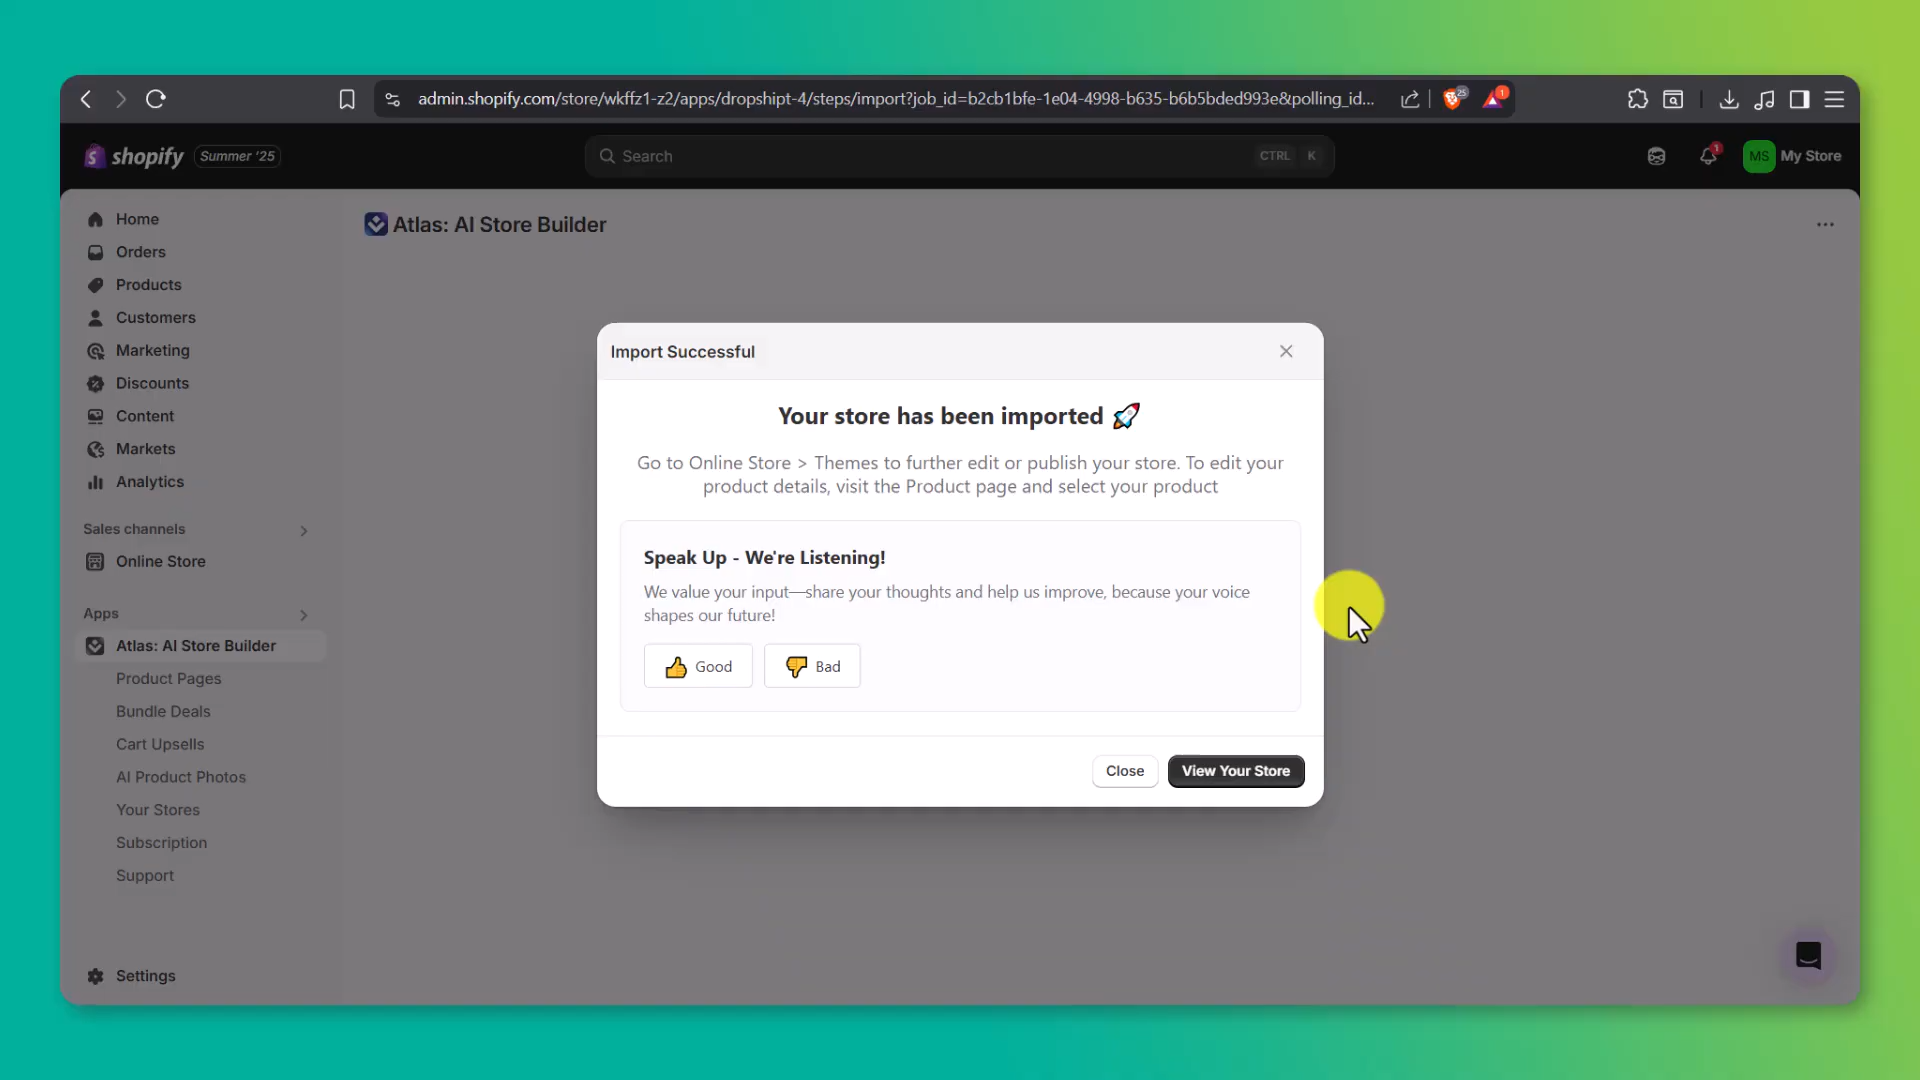 admin.shopify.com/store/wkffz1-z2/apps/dropshipt-4/steps/import?job_id=b2cb1bfe-1e04-4998-b635-b6b5bded993e&polling_id...
25
1
shopify
Summer '25
Search
CTRL K
1
MS
My Store
Home
Orders
Products
Customers
Marketing
Discounts
Content
Markets
Analytics
Sales channels
Online Store
Apps
Atlas: AI Store Builder
Product Pages
Bundle Deals
Cart Upsells
AI Product Photos
Your Stores
Subscription
Support
Settings
Atlas: AI Store Builder
Import Successful
Your store has been imported 🚀
Go to Online Store > Themes to further edit or publish your store. To edit your
product details, visit the Product page and select your product
Speak Up - We're Listening!
We value your input—share your thoughts and help us improve, because your voice
shapes our future!
👍 Good
👎 Bad
Close
View Your Store